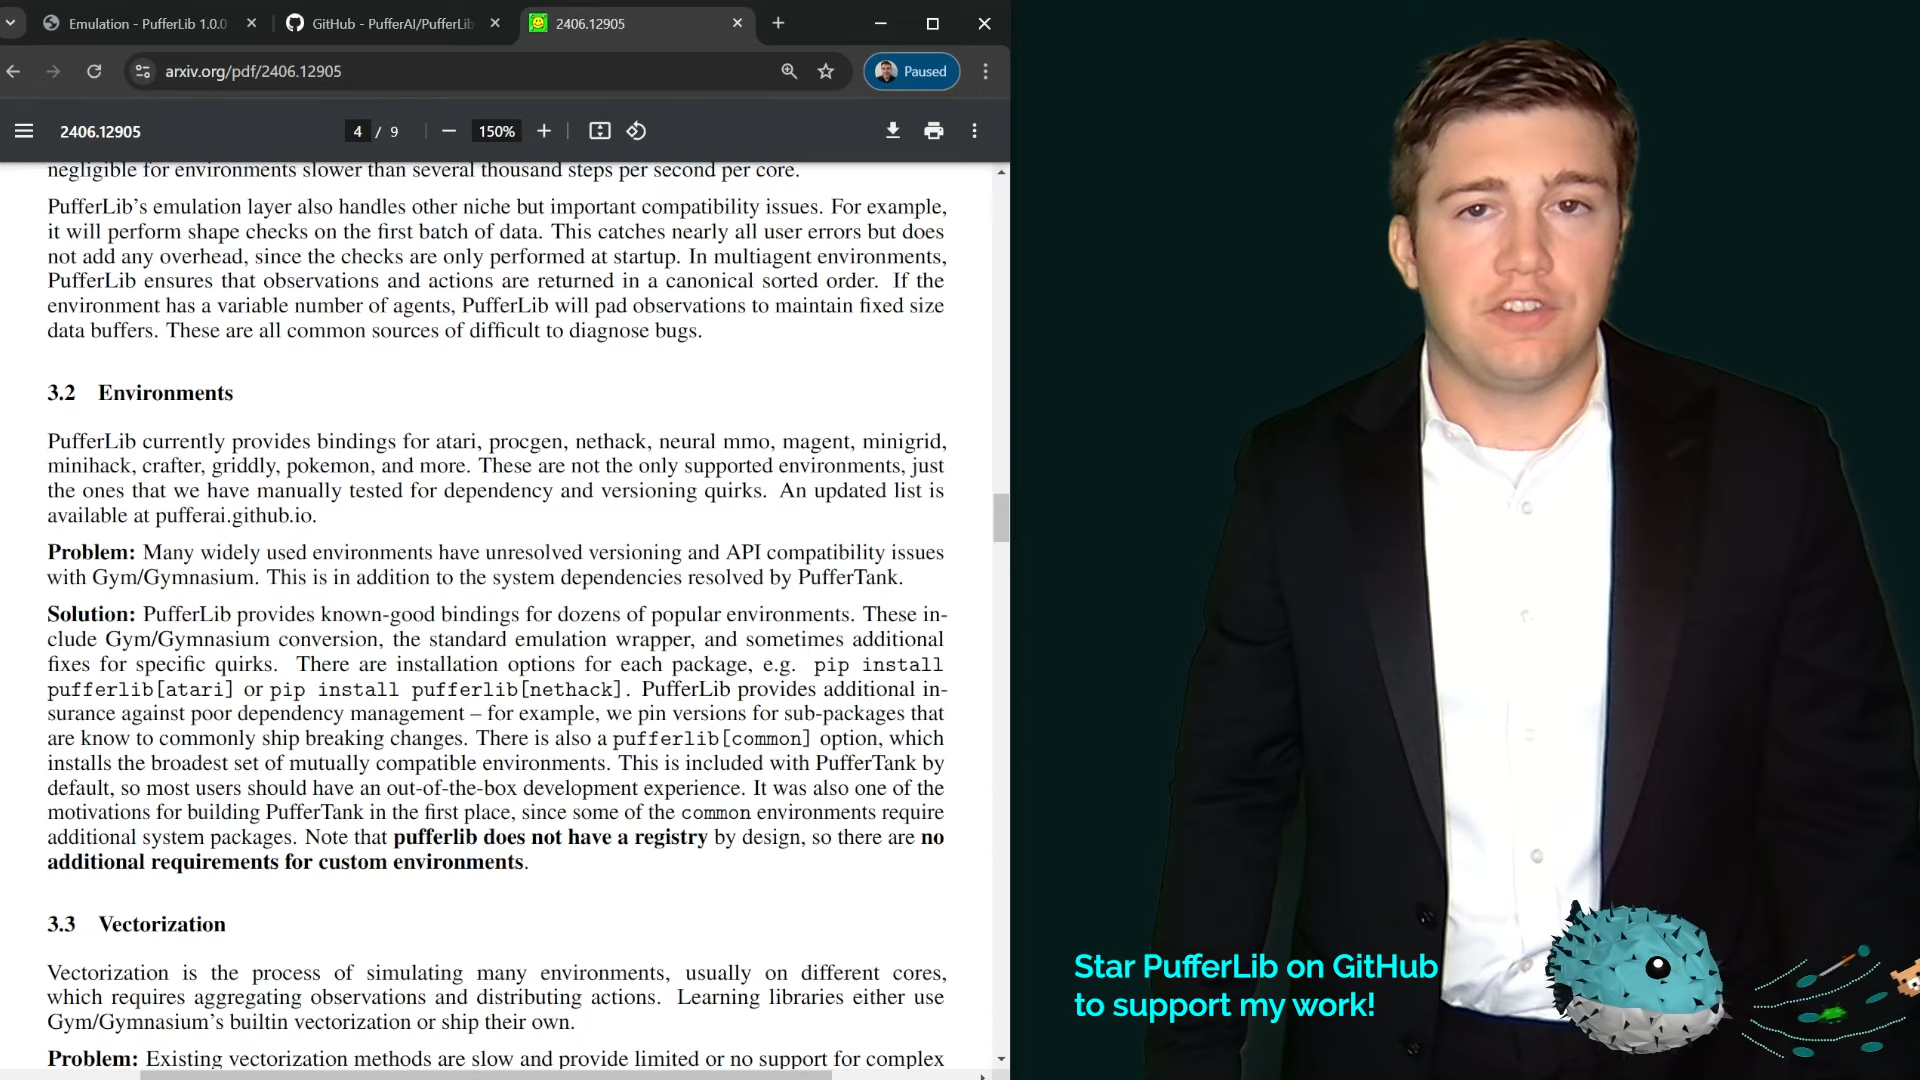 Emulation - PufferLib 1.0.0
GitHub - PufferAI/PufferLib
2406.12905
arxiv.org/pdf/2406.12905
Paused
2406.12905
4 / 9
150%
negligible for environments slower than several thousand steps per second per core.
PufferLib's emulation layer also handles other niche but important compatibility issues. For example,
it will perform shape checks on the first batch of data. This catches nearly all user errors but does
not add any overhead, since the checks are only performed at startup. In multiagent environments,
PufferLib ensures that observations and actions are returned in a canonical sorted order. If the
environment has a variable number of agents, PufferLib will pad observations to maintain fixed size
data buffers. These are all common sources of difficult to diagnose bugs.
3.2 Environments
PufferLib currently provides bindings for atari, procgen, nethack, neural mmo, magent, minigrid,
minihack, crafter, griddly, pokemon, and more. These are not the only supported environments, just
the ones that we have manually tested for dependency and versioning quirks. An updated list is
available at pufferai.github.io.
Problem: Many widely used environments have unresolved versioning and API compatibility issues
with Gym/Gymnasium. This is in addition to the system dependencies resolved by PufferTank.
Solution: PufferLib provides known-good bindings for dozens of popular environments. These in-
clude Gym/Gymnasium conversion, the standard emulation wrapper, and sometimes additional
fixes for specific quirks. There are installation options for each package, e.g. pip install
pufferlib[atari] or pip install pufferlib[nethack]. PufferLib provides additional in-
surance against poor dependency management – for example, we pin versions for sub-packages that
are know to commonly ship breaking changes. There is also a pufferlib[common] option, which
installs the broadest set of mutually compatible environments. This is included with PufferTank by
default, so most users should have an out-of-the-box development experience. It was also one of the
motivations for building PufferTank in the first place, since some of the common environments require
additional system packages. Note that pufferlib does not have a registry by design, so there are no
additional requirements for custom environments.
3.3 Vectorization
Vectorization is the process of simulating many environments, usually on different cores,
which requires aggregating observations and distributing actions. Learning libraries either use
Gym/Gymnasium's builtin vectorization or ship their own.
Problem: Existing vectorization methods are slow and provide limited or no support for complex
Star PufferLib on GitHub
to support my work!